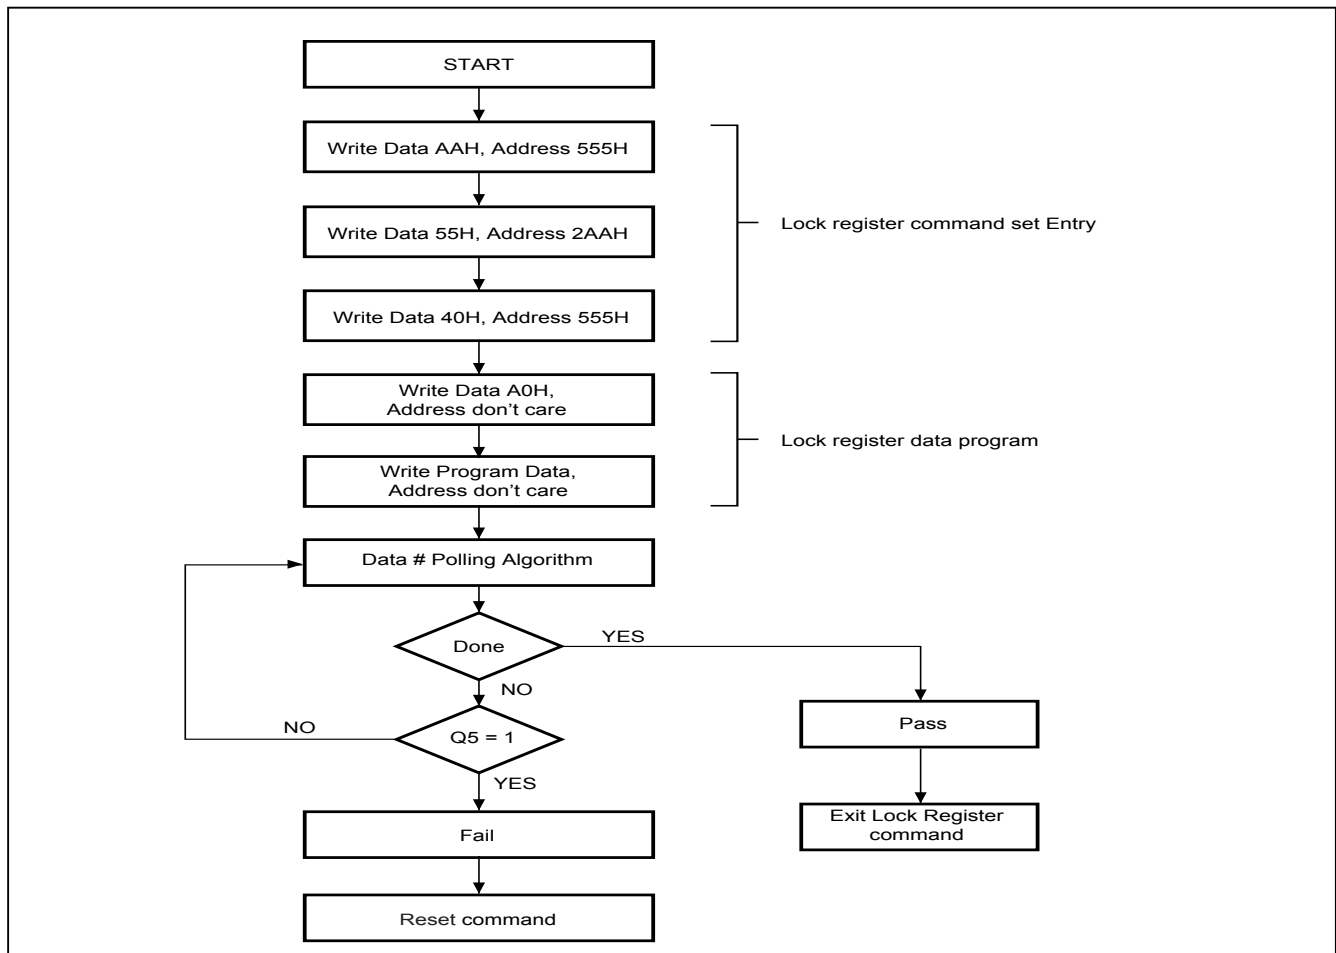 START
Write Data AAH, Address 555H
Write Data 55H, Address 2AAH
Lock register command set Entry
Write Data 40H, Address 555H
Write Data A0H,
Address don't care
Lock register data program
Write Program Data,
Address don't care
Data # Polling Algorithm
Done
YES
NO
Q5 = 1
NO
YES
Pass
Fail
Exit Lock Register
command
Reset command